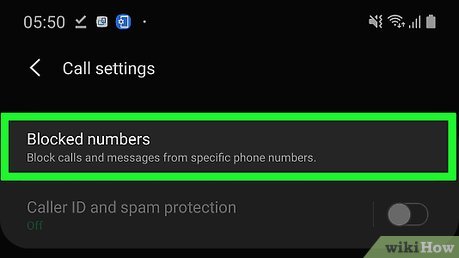 05:50
Call settings
Blocked numbers
Block calls and messages from specific phone numbers.
Caller ID and spam protection
Off
wikiHow